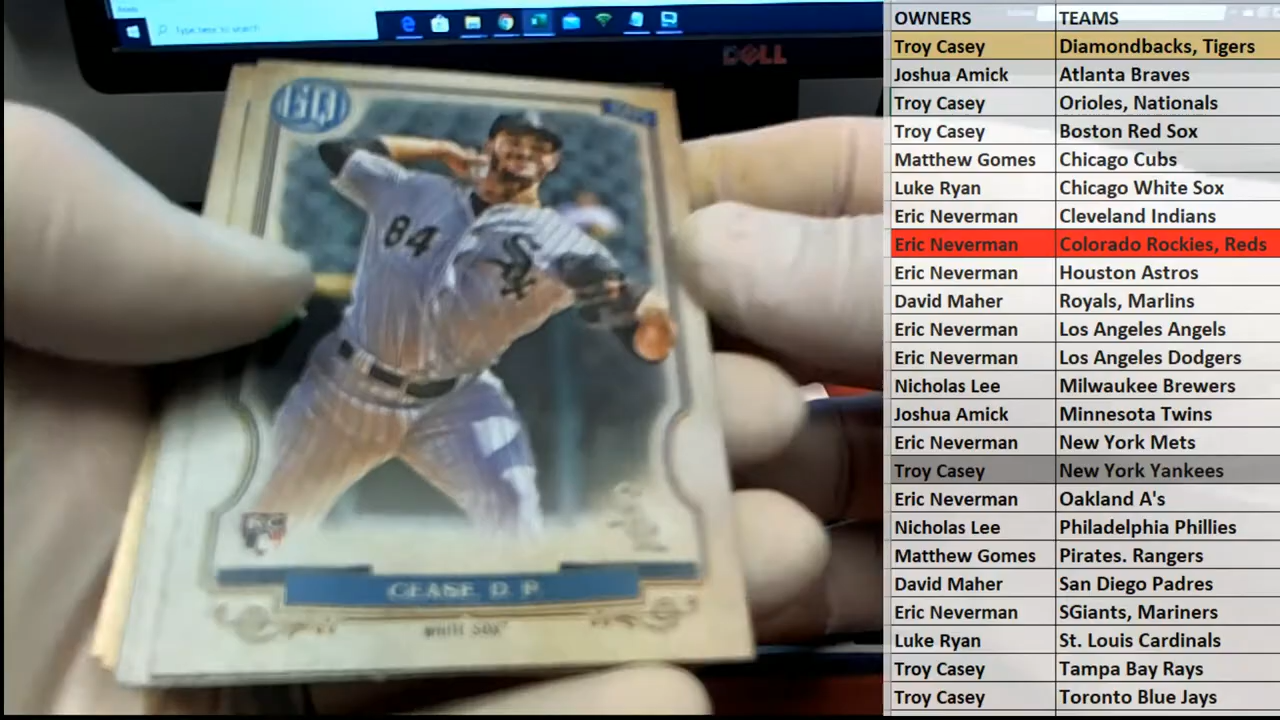 Type here to search
DELL
GQ
84
RC
CEASE, D. P.
WHITE SOX
OWNERS TEAMS
Troy Casey Diamondbacks, Tigers
Joshua Amick Atlanta Braves
Troy Casey Orioles, Nationals
Troy Casey Boston Red Sox
Matthew Gomes Chicago Cubs
Luke Ryan Chicago White Sox
Eric Neverman Cleveland Indians
Eric Neverman Colorado Rockies, Reds
Eric Neverman Houston Astros
David Maher Royals, Marlins
Eric Neverman Los Angeles Angels
Eric Neverman Los Angeles Dodgers
Nicholas Lee Milwaukee Brewers
Joshua Amick Minnesota Twins
Eric Neverman New York Mets
Troy Casey New York Yankees
Eric Neverman Oakland A's
Nicholas Lee Philadelphia Phillies
Matthew Gomes Pirates. Rangers
David Maher San Diego Padres
Eric Neverman SGiants, Mariners
Luke Ryan St. Louis Cardinals
Troy Casey Tampa Bay Rays
Troy Casey Toronto Blue Jays